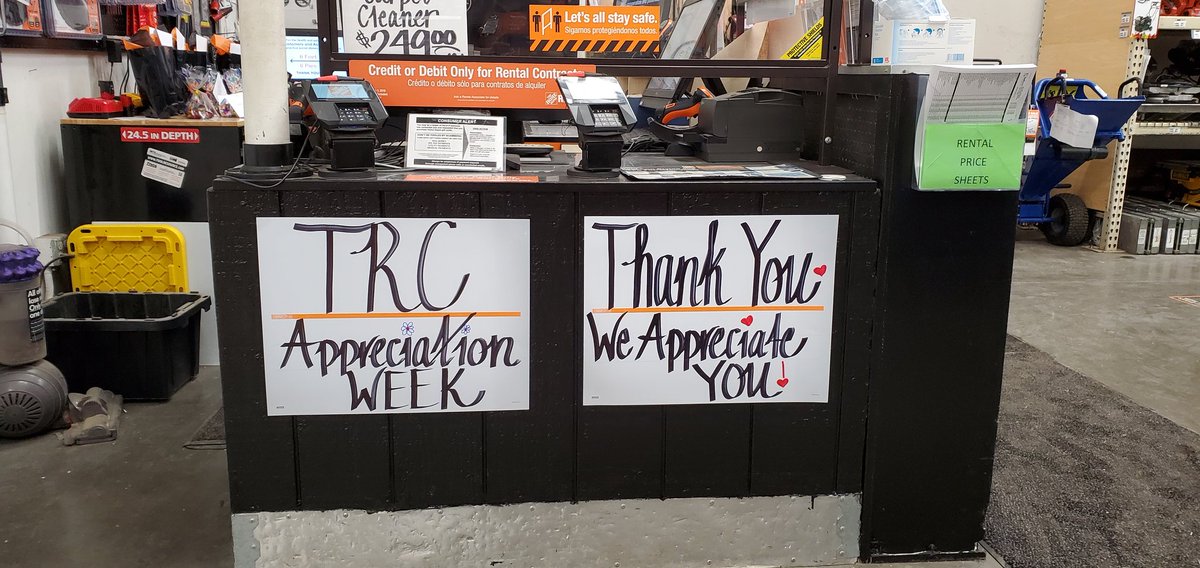 Carpet
Cleaner
$249.00
Let's all stay safe.
Sigamos protegiéndonos todos.
Credit or Debit Only for Rental Contracts
Crédito o débito sólo para contratos de alquiler
24.5 IN DEPTH
CONSUMER ALERT
RENTAL
PRICE
SHEETS
TRC
Appreciation
WEEK
Thank You
We Appreciate
YOU!